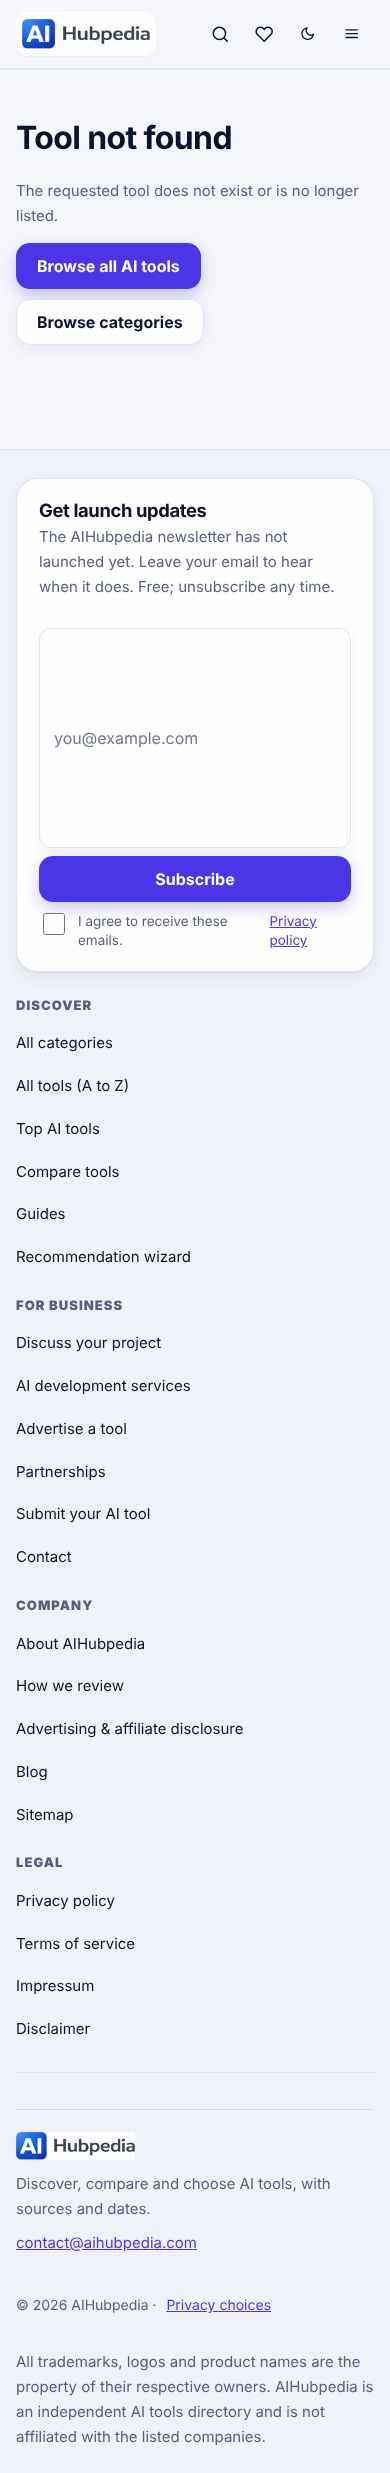 AI Hubpedia
Tool not found
The requested tool does not exist or is no longer
listed.
Browse all AI tools
Browse categories
Get launch updates
The AIHubpedia newsletter has not
launched yet. Leave your email to hear
when it does. Free; unsubscribe any time.
you@example.com
Subscribe
I agree to receive these
emails.
Privacy
policy
DISCOVER
All categories
All tools (A to Z)
Top AI tools
Compare tools
Guides
Recommendation wizard
FOR BUSINESS
Discuss your project
AI development services
Advertise a tool
Partnerships
Submit your AI tool
Contact
COMPANY
About AIHubpedia
How we review
Advertising & affiliate disclosure
Blog
Sitemap
LEGAL
Privacy policy
Terms of service
Impressum
Disclaimer
AI Hubpedia
Discover, compare and choose AI tools, with
sources and dates.
contact@aihubpedia.com
© 2026 AIHubpedia · Privacy choices
All trademarks, logos and product names are the
property of their respective owners. AIHubpedia is
an independent AI tools directory and is not
affiliated with the listed companies.